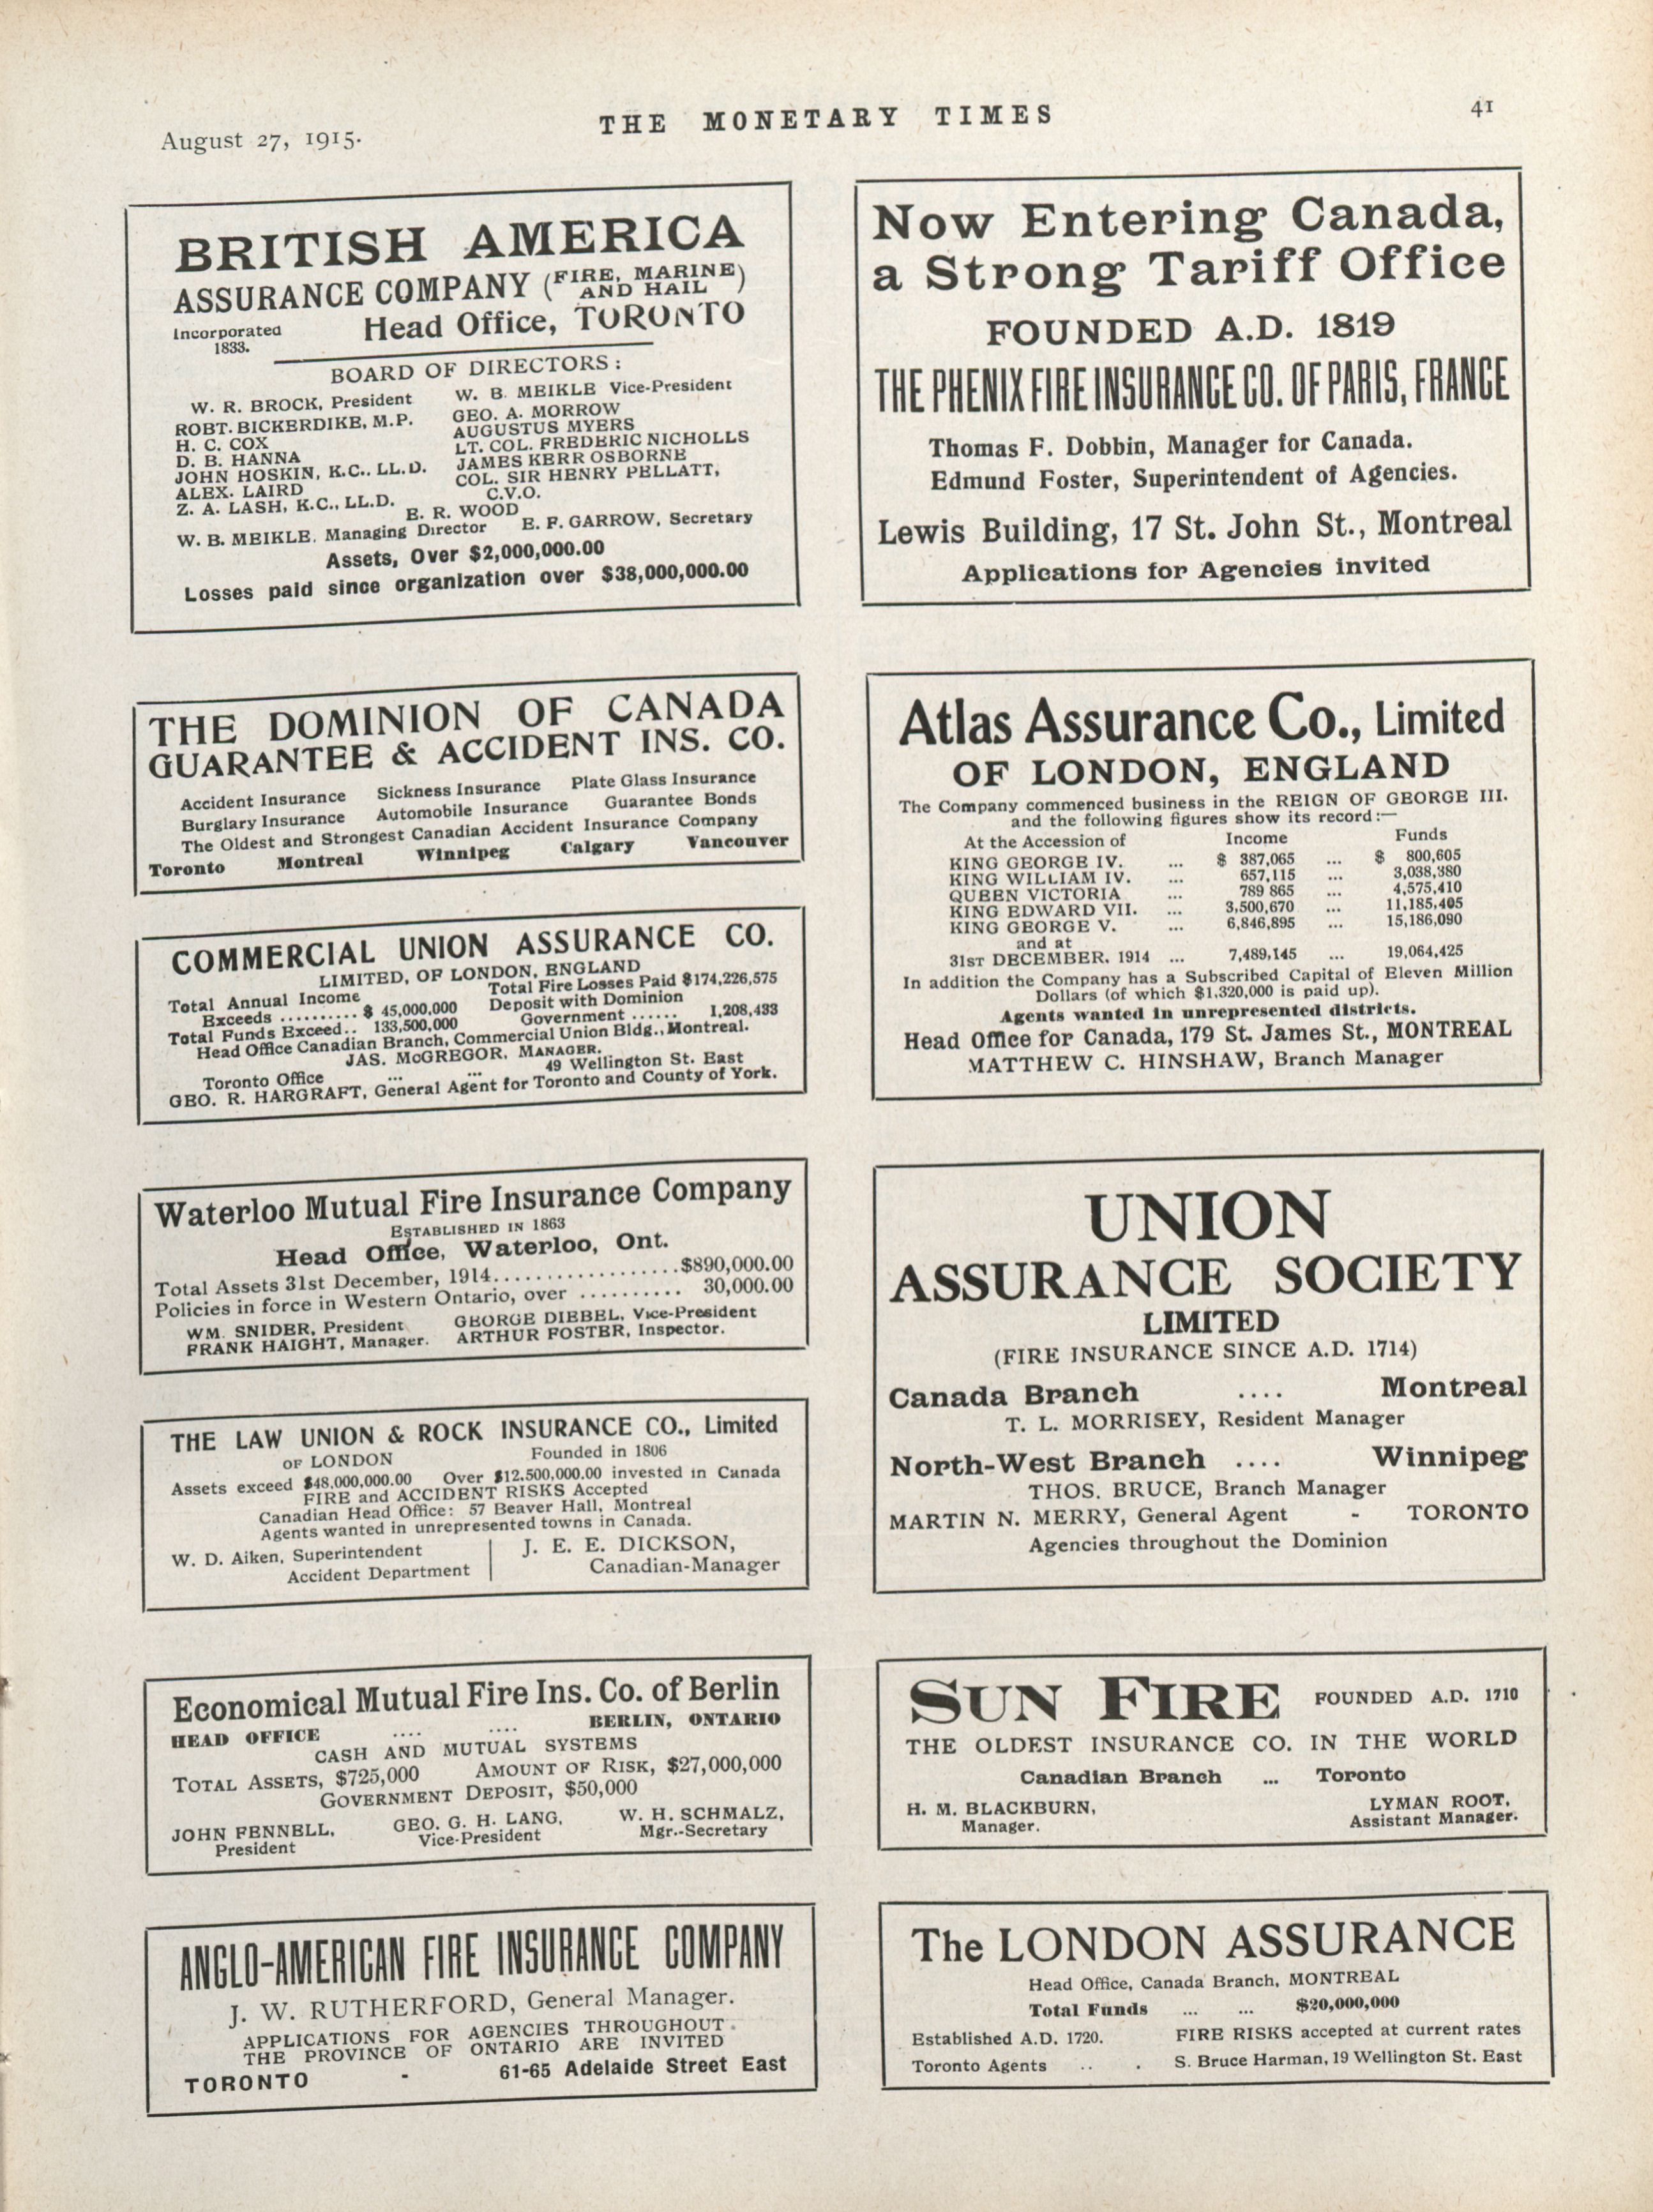 August 27, 1915.
THE MONETARY TIMES
41
BRITISH AMERICA
ASSURANCE COMPANY (FIRE, MARINE AND HAIL)
Incorporated 1833.
Head Office, TORONTO
BOARD OF DIRECTORS:
W. R. BROCK, President
W. B. MEIKLE Vice-President
ROBT. BICKERDIKE, M.P.
GEO. A. MORROW
H. C. COX
AUGUSTUS MYERS
D. B. HANNA
LT. COL. FREDERIC NICHOLLS
JOHN HOSKIN, K.C., LL.D.
JAMES KERR OSBORNE
ALEX. LAIRD
COL. SIR HENRY PELLATT,
C.V.O.
Z. A. LASH, K.C., LL.D.
E. R. WOOD
W. B. MEIKLE, Managing Director
E. F. GARROW, Secretary
Assets, Over $2,000,000.00
Losses paid since organization over $38,000,000.00
THE DOMINION OF CANADA
GUARANTEE & ACCIDENT INS. CO.
Accident Insurance Sickness Insurance Plate Glass Insurance
Burglary Insurance Automobile Insurance Guarantee Bonds
The Oldest and Strongest Canadian Accident Insurance Company
Toronto Montreal Winnipeg Calgary Vancouver
COMMERCIAL UNION ASSURANCE CO.
LIMITED, OF LONDON, ENGLAND
Total Annual Income
Exceeds .......... $ 45,000,000
Total Funds Exceed.. 133,500,000
Total Fire Losses Paid $174,226,575
Deposit with Dominion
Government ...... 1,208,433
Head Office Canadian Branch, Commercial Union Bldg., Montreal.
JAS. McGREGOR, MANAGER.
Toronto Office ... ... 49 Wellington St. East
GEO. R. HARGRAFT, General Agent for Toronto and County of York.
Waterloo Mutual Fire Insurance Company
ESTABLISHED IN 1863
Head Office, Waterloo, Ont.
Total Assets 31st December, 1914..................$890,000.00
Policies in force in Western Ontario, over .......... 30,000.00
WM. SNIDER, President GEORGE DIEBEL, Vice-President
FRANK HAIGHT, Manager. ARTHUR FOSTER, Inspector.
THE LAW UNION & ROCK INSURANCE CO., Limited
OF LONDON Founded in 1806
Assets exceed $48,000,000.00 Over $12,500,000.00 invested in Canada
FIRE and ACCIDENT RISKS Accepted
Canadian Head Office: 57 Beaver Hall, Montreal
Agents wanted in unrepresented towns in Canada.
W. D. Aiken, Superintendent
Accident Department
J. E. E. DICKSON,
Canadian-Manager
Economical Mutual Fire Ins. Co. of Berlin
HEAD OFFICE .... .... BERLIN, ONTARIO
CASH AND MUTUAL SYSTEMS
TOTAL ASSETS, $725,000 AMOUNT OF RISK, $27,000,000
GOVERNMENT DEPOSIT, $50,000
JOHN FENNELL,
President
GEO. G. H. LANG,
Vice-President
W. H. SCHMALZ,
Mgr.-Secretary
ANGLO-AMERICAN FIRE INSURANCE COMPANY
J. W. RUTHERFORD, General Manager.
APPLICATIONS FOR AGENCIES THROUGHOUT
THE PROVINCE OF ONTARIO ARE INVITED
TORONTO - 61-65 Adelaide Street East
Now Entering Canada,
a Strong Tariff Office
FOUNDED A.D. 1819
THE PHENIX FIRE INSURANCE CO. OF PARIS, FRANCE
Thomas F. Dobbin, Manager for Canada.
Edmund Foster, Superintendent of Agencies.
Lewis Building, 17 St. John St., Montreal
Applications for Agencies invited
Atlas Assurance Co., Limited
OF LONDON, ENGLAND
The Company commenced business in the REIGN OF GEORGE III.
and the following figures show its record:—
At the Accession of Income Funds
KING GEORGE IV. ... $ 387,065 ... $ 800,605
KING WILLIAM IV. ... 657,115 ... 3,038,380
QUEEN VICTORIA ... 789 865 ... 4,575,410
KING EDWARD VII. ... 3,500,670 ... 11,185,405
KING GEORGE V. ... 6,846,895 ... 15,186,090
and at
31ST DECEMBER, 1914 ... 7,489,145 ... 19,064,425
In addition the Company has a Subscribed Capital of Eleven Million
Dollars (of which $1,320,000 is paid up).
Agents wanted in unrepresented districts.
Head Office for Canada, 179 St. James St., MONTREAL
MATTHEW C. HINSHAW, Branch Manager
UNION
ASSURANCE SOCIETY
LIMITED
(FIRE INSURANCE SINCE A.D. 1714)
Canada Branch .... Montreal
T. L. MORRISEY, Resident Manager
North-West Branch .... Winnipeg
THOS. BRUCE, Branch Manager
MARTIN N. MERRY, General Agent - TORONTO
Agencies throughout the Dominion
SUN FIRE FOUNDED A.D. 1710
THE OLDEST INSURANCE CO. IN THE WORLD
Canadian Branch ... Toronto
H. M. BLACKBURN,
Manager.
LYMAN ROOT,
Assistant Manager.
The LONDON ASSURANCE
Head Office, Canada Branch, MONTREAL
Total Funds ... ... $20,000,000
Established A.D. 1720. FIRE RISKS accepted at current rates
Toronto Agents .. . S. Bruce Harman, 19 Wellington St. East